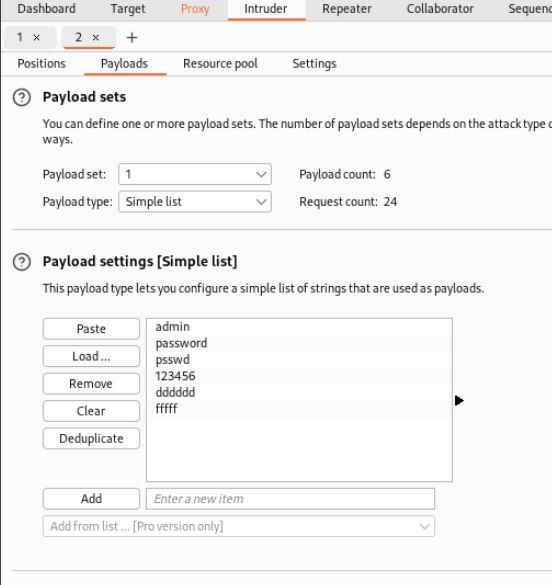 Dashboard Target Proxy Intruder Repeater Collaborator Sequenc
1 × 2 × +
Positions Payloads Resource pool Settings
? Payload sets
You can define one or more payload sets. The number of payload sets depends on the attack type c
ways.
Payload set: 1 Payload count: 6
Payload type: Simple list Request count: 24
? Payload settings [Simple list]
This payload type lets you configure a simple list of strings that are used as payloads.
Paste
Load ...
Remove
Clear
Deduplicate
admin
password
psswd
123456
dddddd
fffff
Add Enter a new item
Add from list ... [Pro version only]